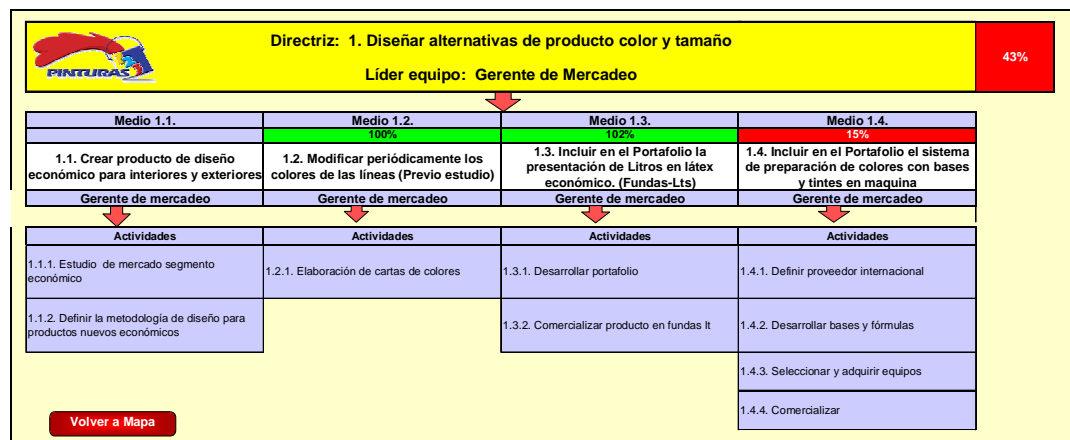 Directriz: 1. Diseñar alternativas de producto color y tamaño
PINTURAS
Líder equipo: Gerente de Mercadeo
43%
Medio 1.1.
Medio 1.2.
Medio 1.3.
Medio 1.4.
100%
102%
15%
1.1. Crear producto de diseño
económico para interiores y exteriores
1.2. Modificar periódicamente los
colores de las líneas (Previo estudio)
1.3. Incluir en el Portafolio la
presentación de Litros en látex
económico. (Fundas-Lts)
1.4. Incluir en el Portafolio el sistema
de preparación de colores con bases
y tintes en maquina
Gerente de mercadeo
Gerente de mercadeo
Gerente de mercadeo
Gerente de mercadeo
Actividades
Actividades
Actividades
Actividades
1.1.1. Estudio de mercado segmento
económico
1.2.1. Elaboración de cartas de colores
1.3.1. Desarrollar portafolio
1.4.1. Definir proveedor internacional
1.1.2. Definir la metodología de diseño para
productos nuevos económicos
1.3.2. Comercializar producto en fundas lt
1.4.2. Desarrollar bases y fórmulas
1.4.3. Seleccionar y adquirir equipos
1.4.4. Comercializar
Volver a Mapa